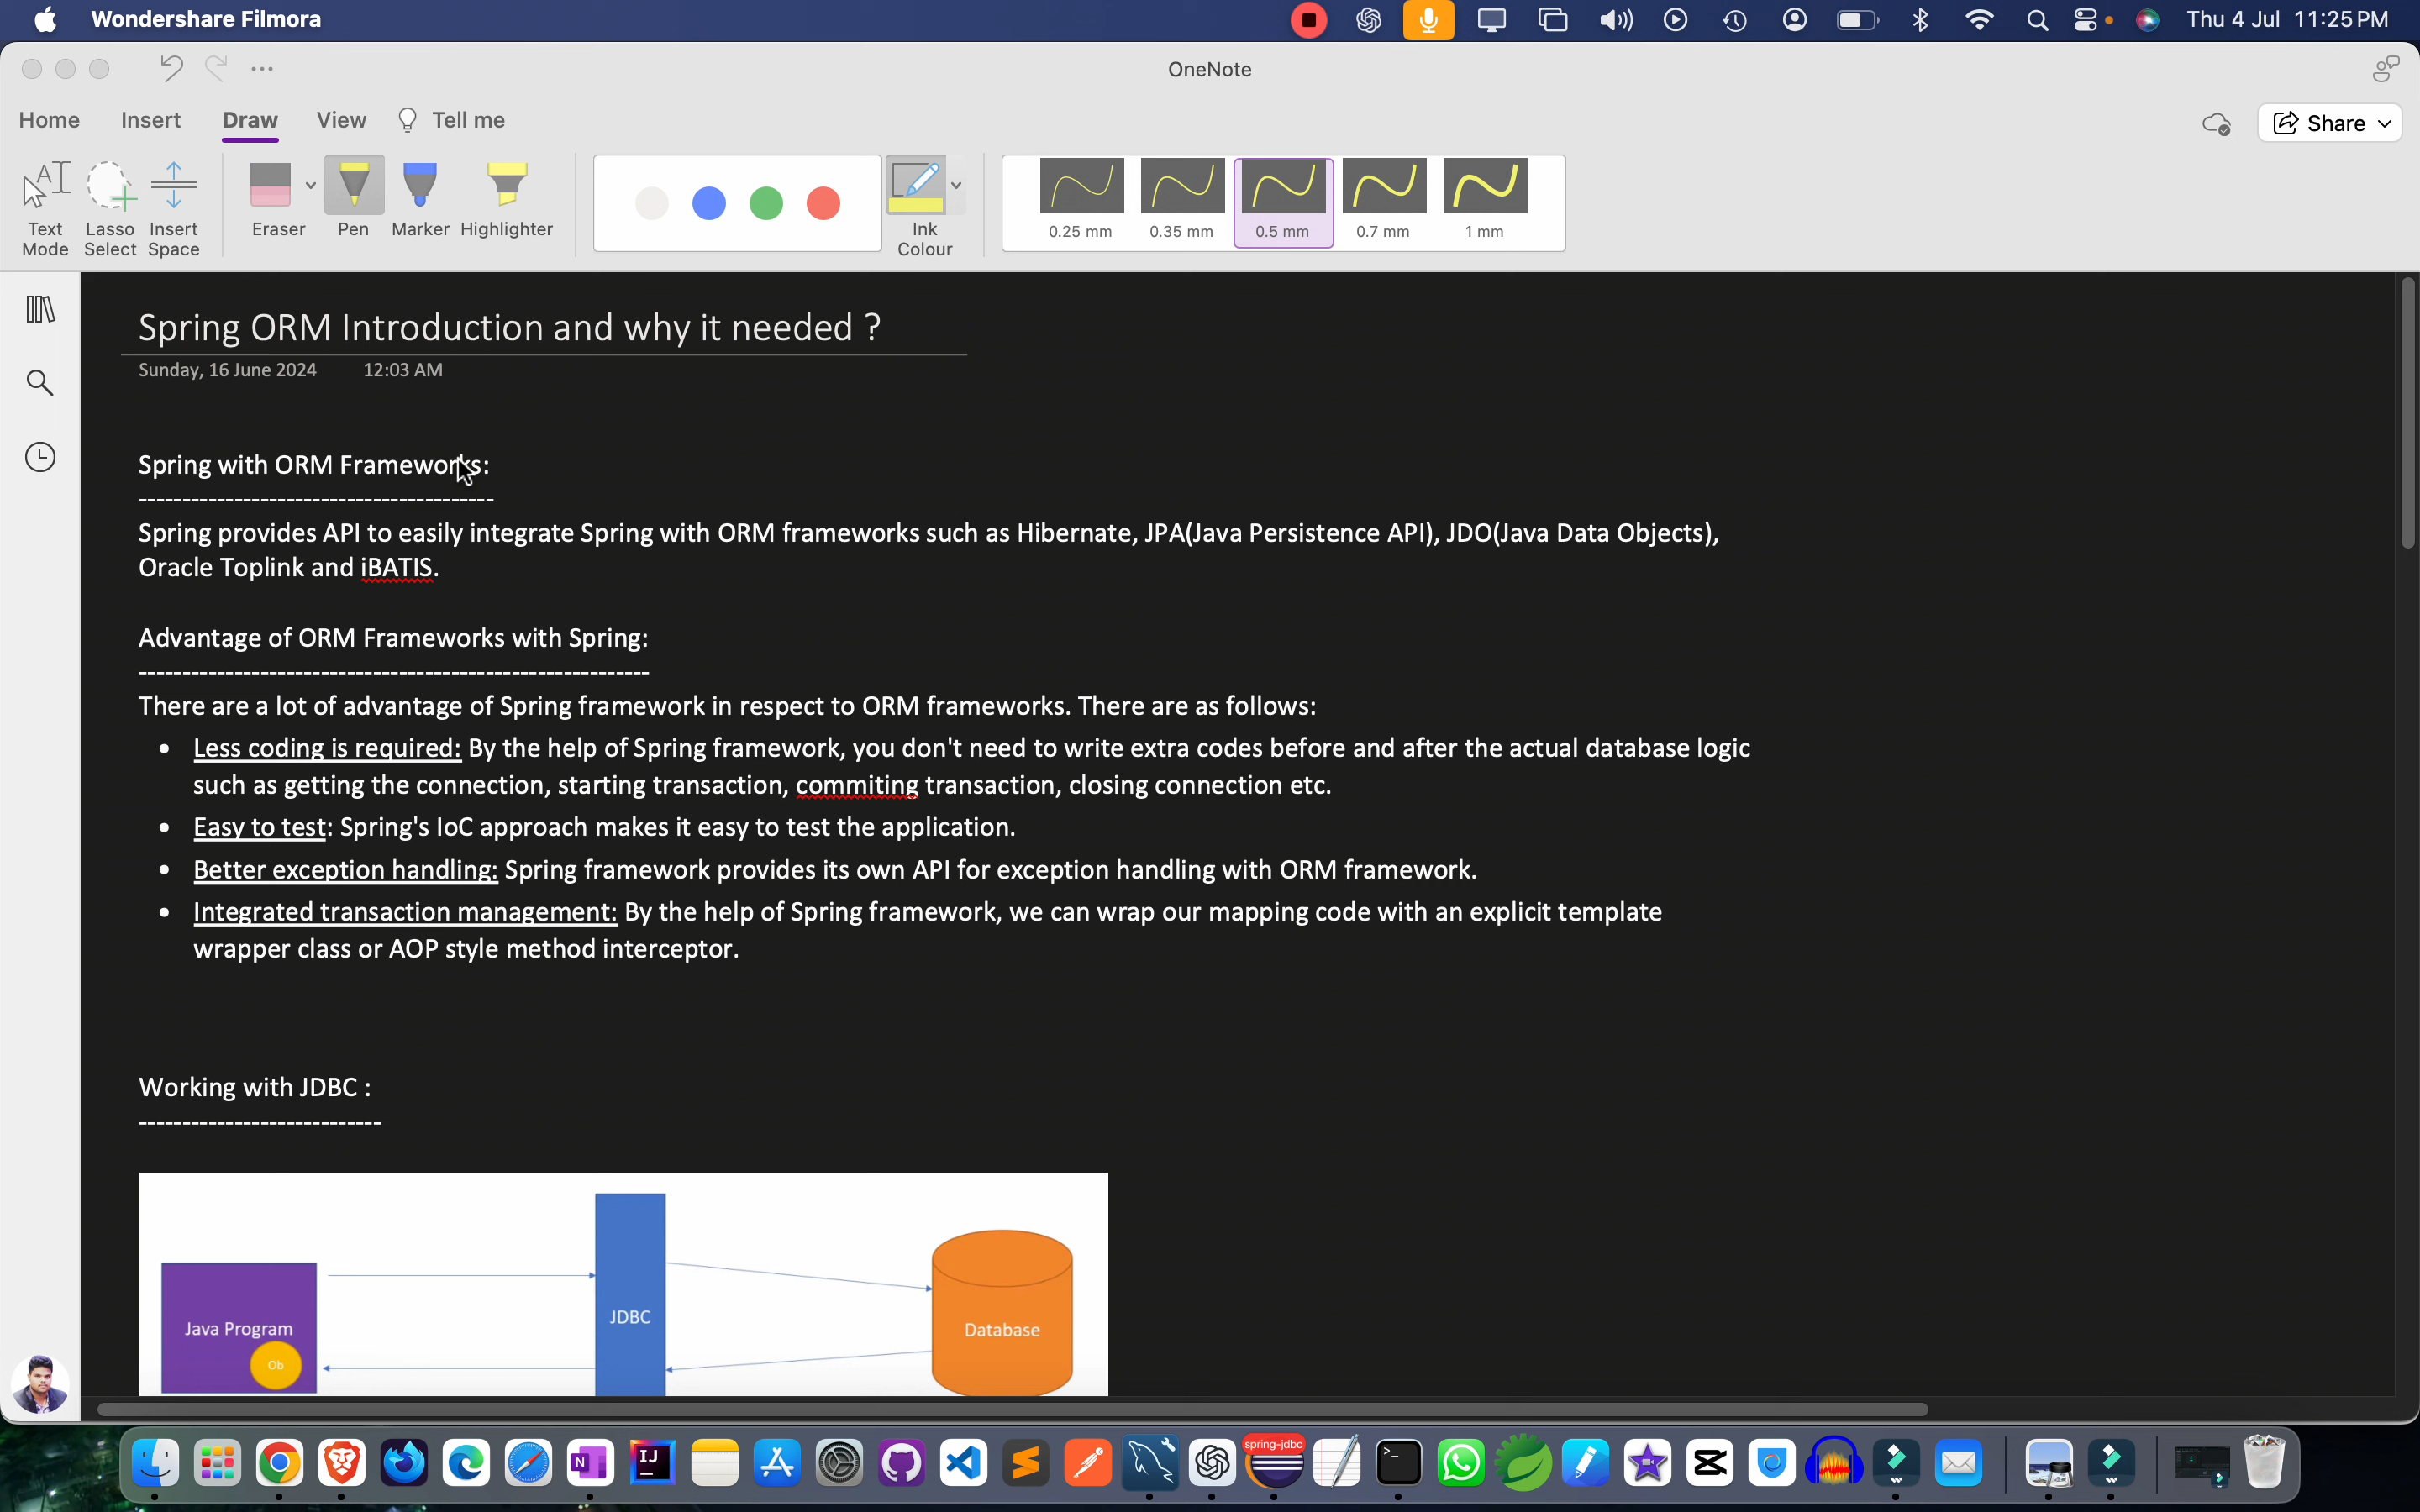 Wondershare Filmora
Thu 4 Jul 11:25 PM
OneNote
Home Insert Draw View Tell me
Share
Text Mode
Lasso Select
Insert Space
Eraser
Pen
Marker
Highlighter
Ink Colour
0.25 mm
0.35 mm
0.5 mm
0.7 mm
1 mm
Spring ORM Introduction and why it needed ?
Sunday, 16 June 2024 12:03 AM
Spring with ORM Frameworks:
-----------------------------------------
Spring provides API to easily integrate Spring with ORM frameworks such as Hibernate, JPA(Java Persistence API), JDO(Java Data Objects),
Oracle Toplink and iBATIS.
Advantage of ORM Frameworks with Spring:
-----------------------------------------------------------
There are a lot of advantage of Spring framework in respect to ORM frameworks. There are as follows:
• Less coding is required: By the help of Spring framework, you don't need to write extra codes before and after the actual database logic
such as getting the connection, starting transaction, commiting transaction, closing connection etc.
• Easy to test: Spring's IoC approach makes it easy to test the application.
• Better exception handling: Spring framework provides its own API for exception handling with ORM framework.
• Integrated transaction management: By the help of Spring framework, we can wrap our mapping code with an explicit template
wrapper class or AOP style method interceptor.
Working with JDBC :
----------------------------
Java Program
Ob
JDBC
Database
N
IJ
spring-jdbc